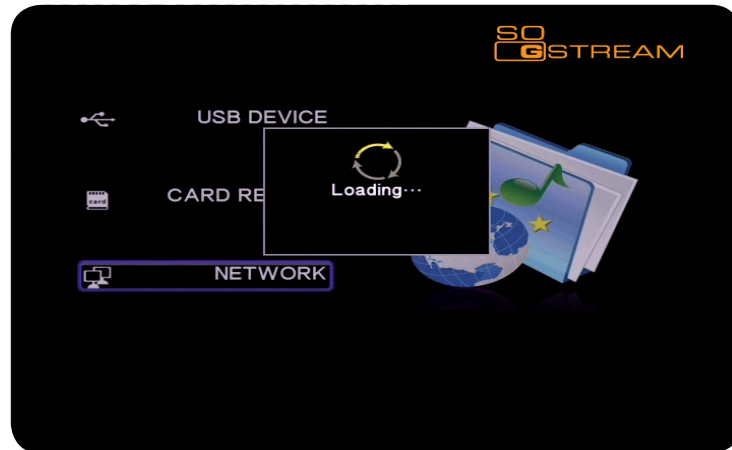 SO
GSTREAM
USB DEVICE
Loading···
card
CARD RE
NETWORK